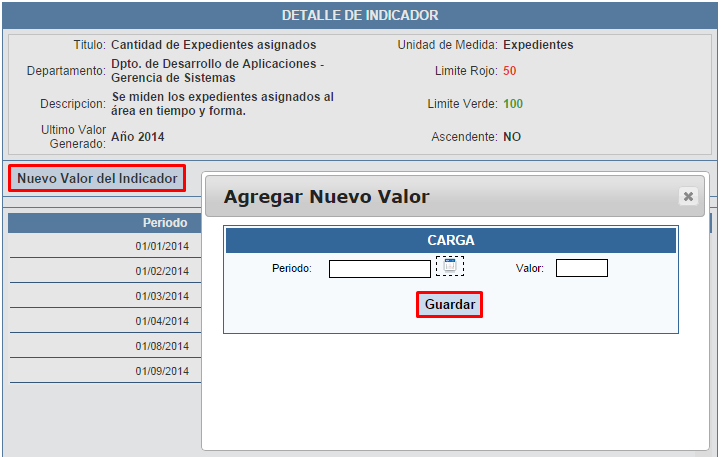 DETALLE DE INDICADOR
Titulo: Cantidad de Expedientes asignados
Unidad de Medida: Expedientes
Departamento: Dpto. de Desarrollo de Aplicaciones -
Gerencia de Sistemas
Limite Rojo: 50
Descripcion: Se miden los expedientes asignados al
área en tiempo y forma.
Limite Verde: 100
Ultimo Valor
Generado: Año 2014
Ascendente: NO
Nuevo Valor del Indicador
Agregar Nuevo Valor
CARGA
Periodo:
Valor:
Guardar
Periodo
01/01/2014
01/02/2014
01/03/2014
01/04/2014
01/08/2014
01/09/2014